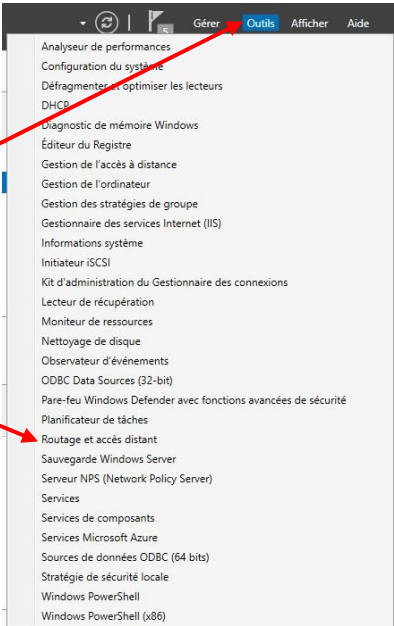 5 Gérer Outils Afficher Aide
Analyseur de performances
Configuration du système
Défragmenter et optimiser les lecteurs
DHCP
Diagnostic de mémoire Windows
Éditeur du Registre
Gestion de l'accès à distance
Gestion de l'ordinateur
Gestion des stratégies de groupe
Gestionnaire des services Internet (IIS)
Informations système
Initiateur iSCSI
Kit d'administration du Gestionnaire des connexions
Lecteur de récupération
Moniteur de ressources
Nettoyage de disque
Observateur d'événements
ODBC Data Sources (32-bit)
Pare-feu Windows Defender avec fonctions avancées de sécurité
Planificateur de tâches
Routage et accès distant
Sauvegarde Windows Server
Serveur NPS (Network Policy Server)
Services
Services de composants
Services Microsoft Azure
Sources de données ODBC (64 bits)
Stratégie de sécurité locale
Windows PowerShell
Windows PowerShell (x86)